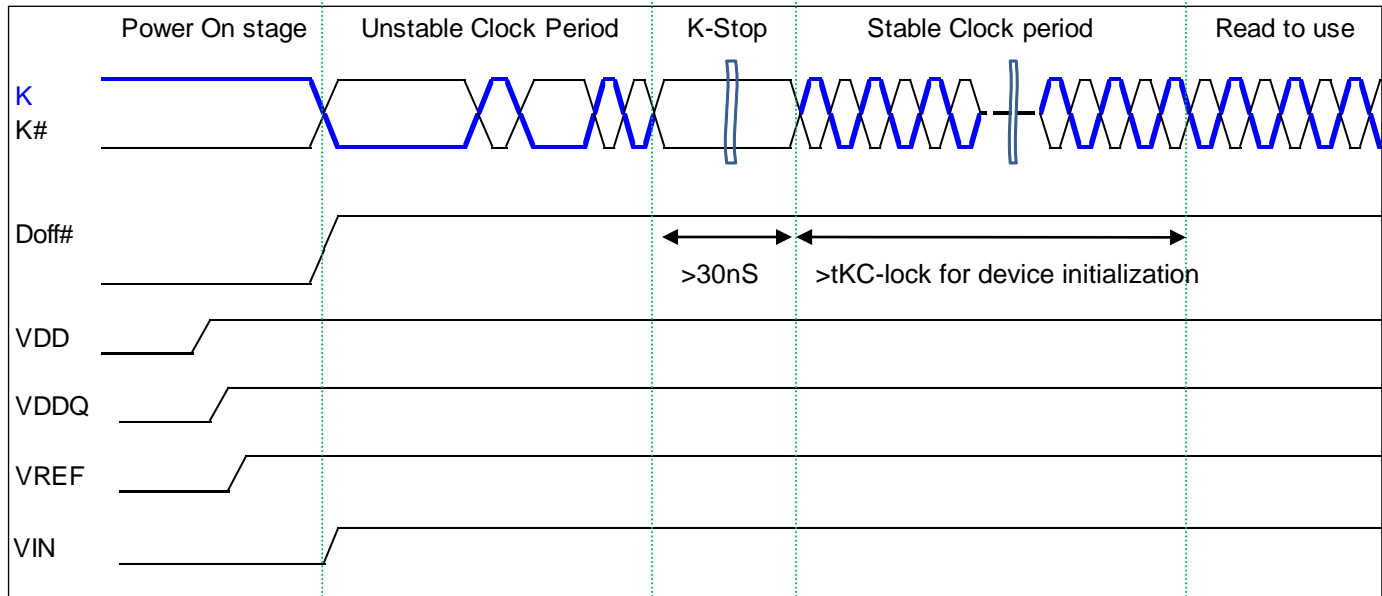 Power On stage Unstable Clock Period K-Stop Stable Clock period Read to use
K
K#
Doff#
>30nS >tKC-lock for device initialization
VDD
VDDQ
VREF
VIN